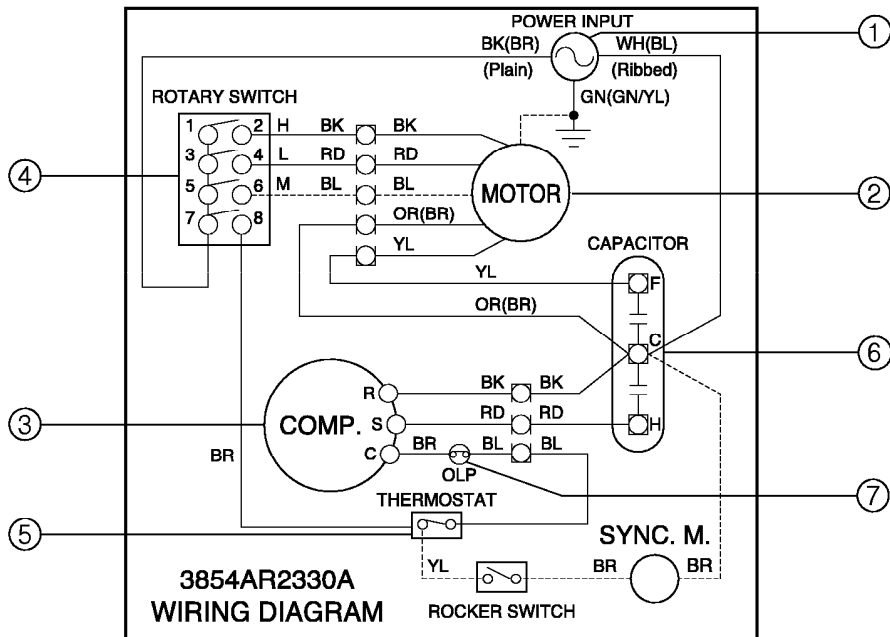 POWER INPUT
1
BK(BR)
WH(BL)
(Plain)
(Ribbed)
GN(GN/YL)
ROTARY SWITCH
1 2 H BK BK
3 4 L RD RD
4
5 6 M BL BL
MOTOR
2
7 8
OR(BR)
YL
CAPACITOR
YL
F
OR(BR)
C
6
R BK BK
3
COMP.
S RD RD
H
BR
C BR BL BL
OLP
7
THERMOSTAT
5
SYNC. M.
YL
BR BR
3854AR2330A
WIRING DIAGRAM
ROCKER SWITCH